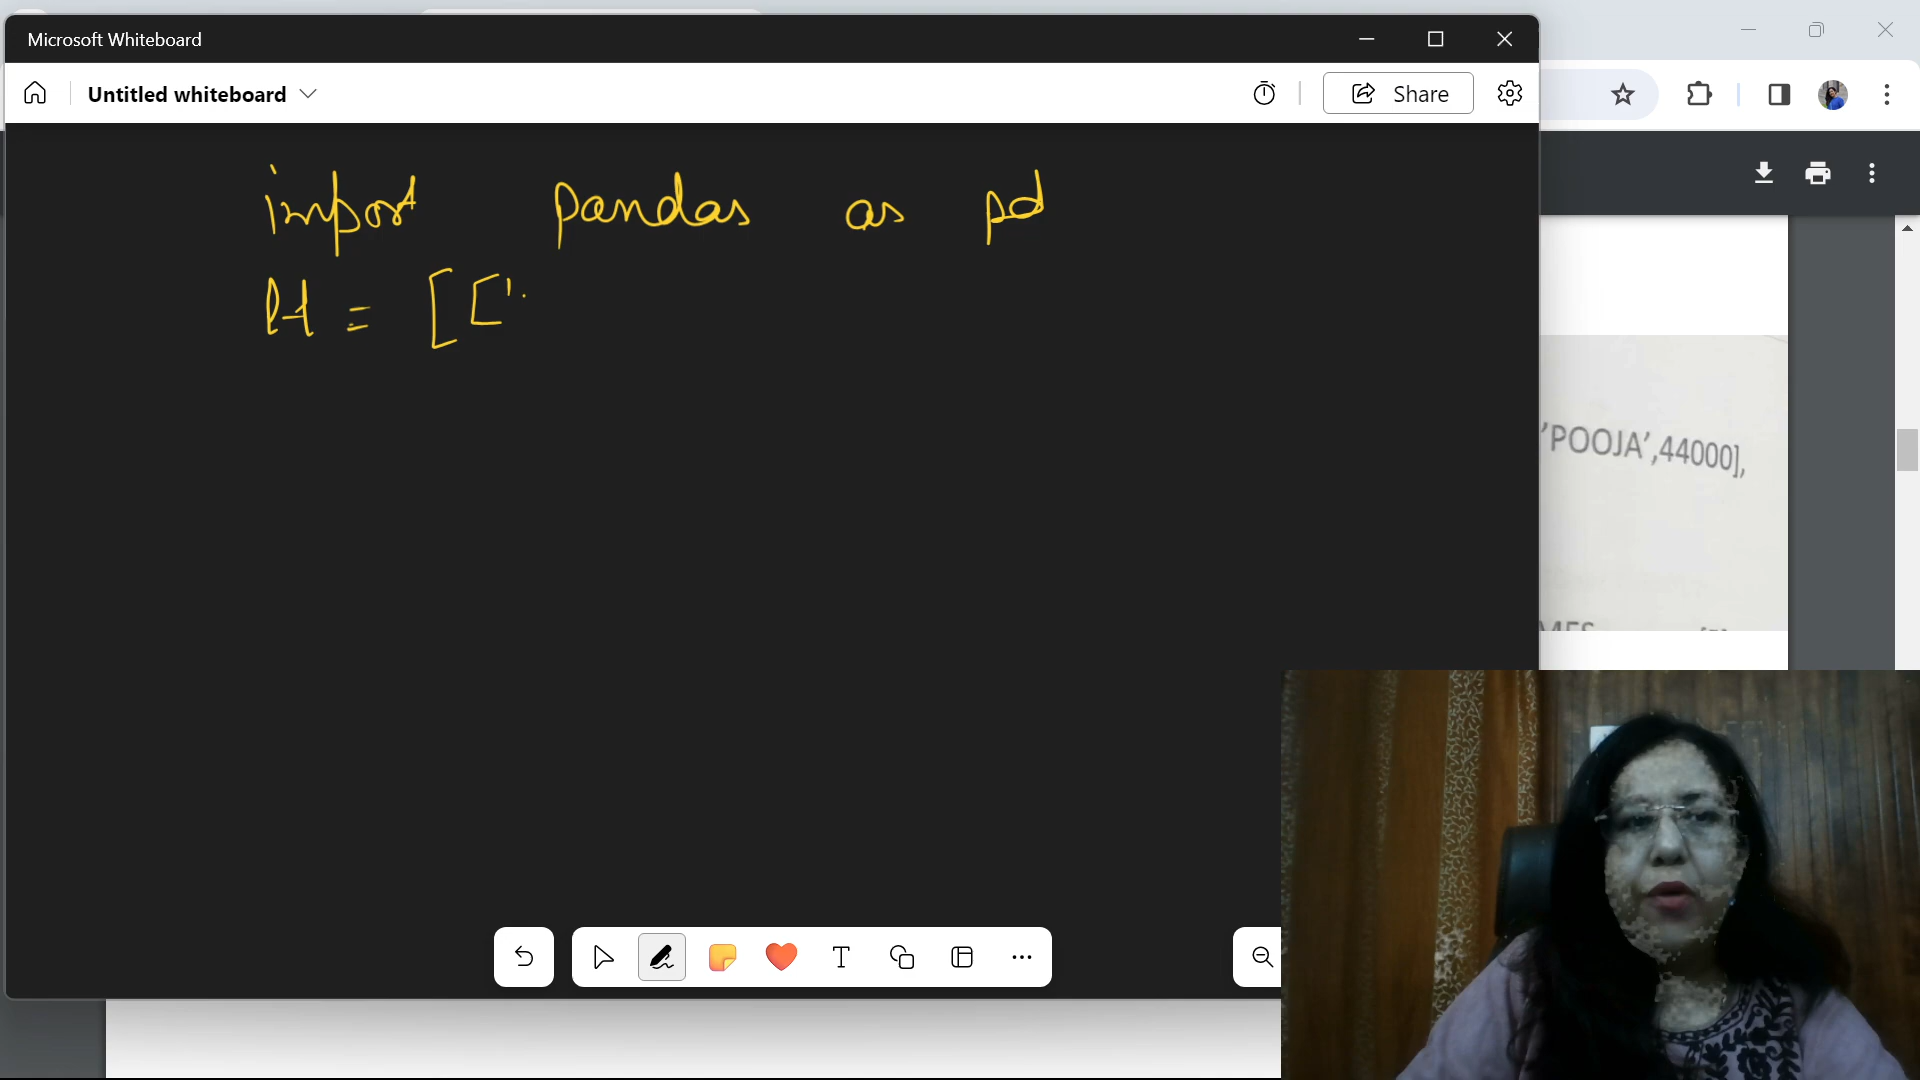 Microsoft Whiteboard
Untitled whiteboard
Share
import pandas as pd
lt = [['
'POOJA',44000],
T